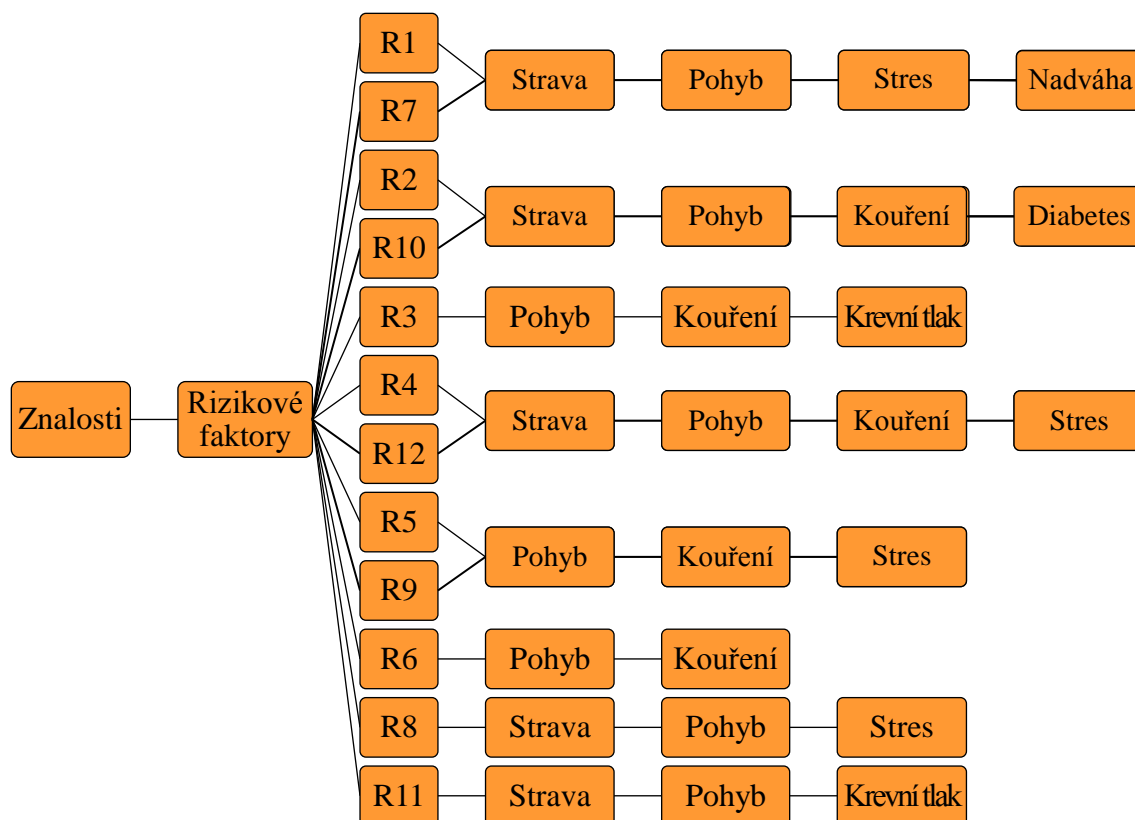 R1
R7
Strava Pohyb Stres Nadváha
R2
R10
Strava Pohyb Kouření Diabetes
R3 Pohyb Kouření Krevní tlak
Znalosti
Rizikové
faktory
R4
R12
Strava Pohyb Kouření Stres
R5
R9
Pohyb Kouření Stres
R6 Pohyb Kouření
R8 Strava Pohyb Stres
R11 Strava Pohyb Krevní tlak